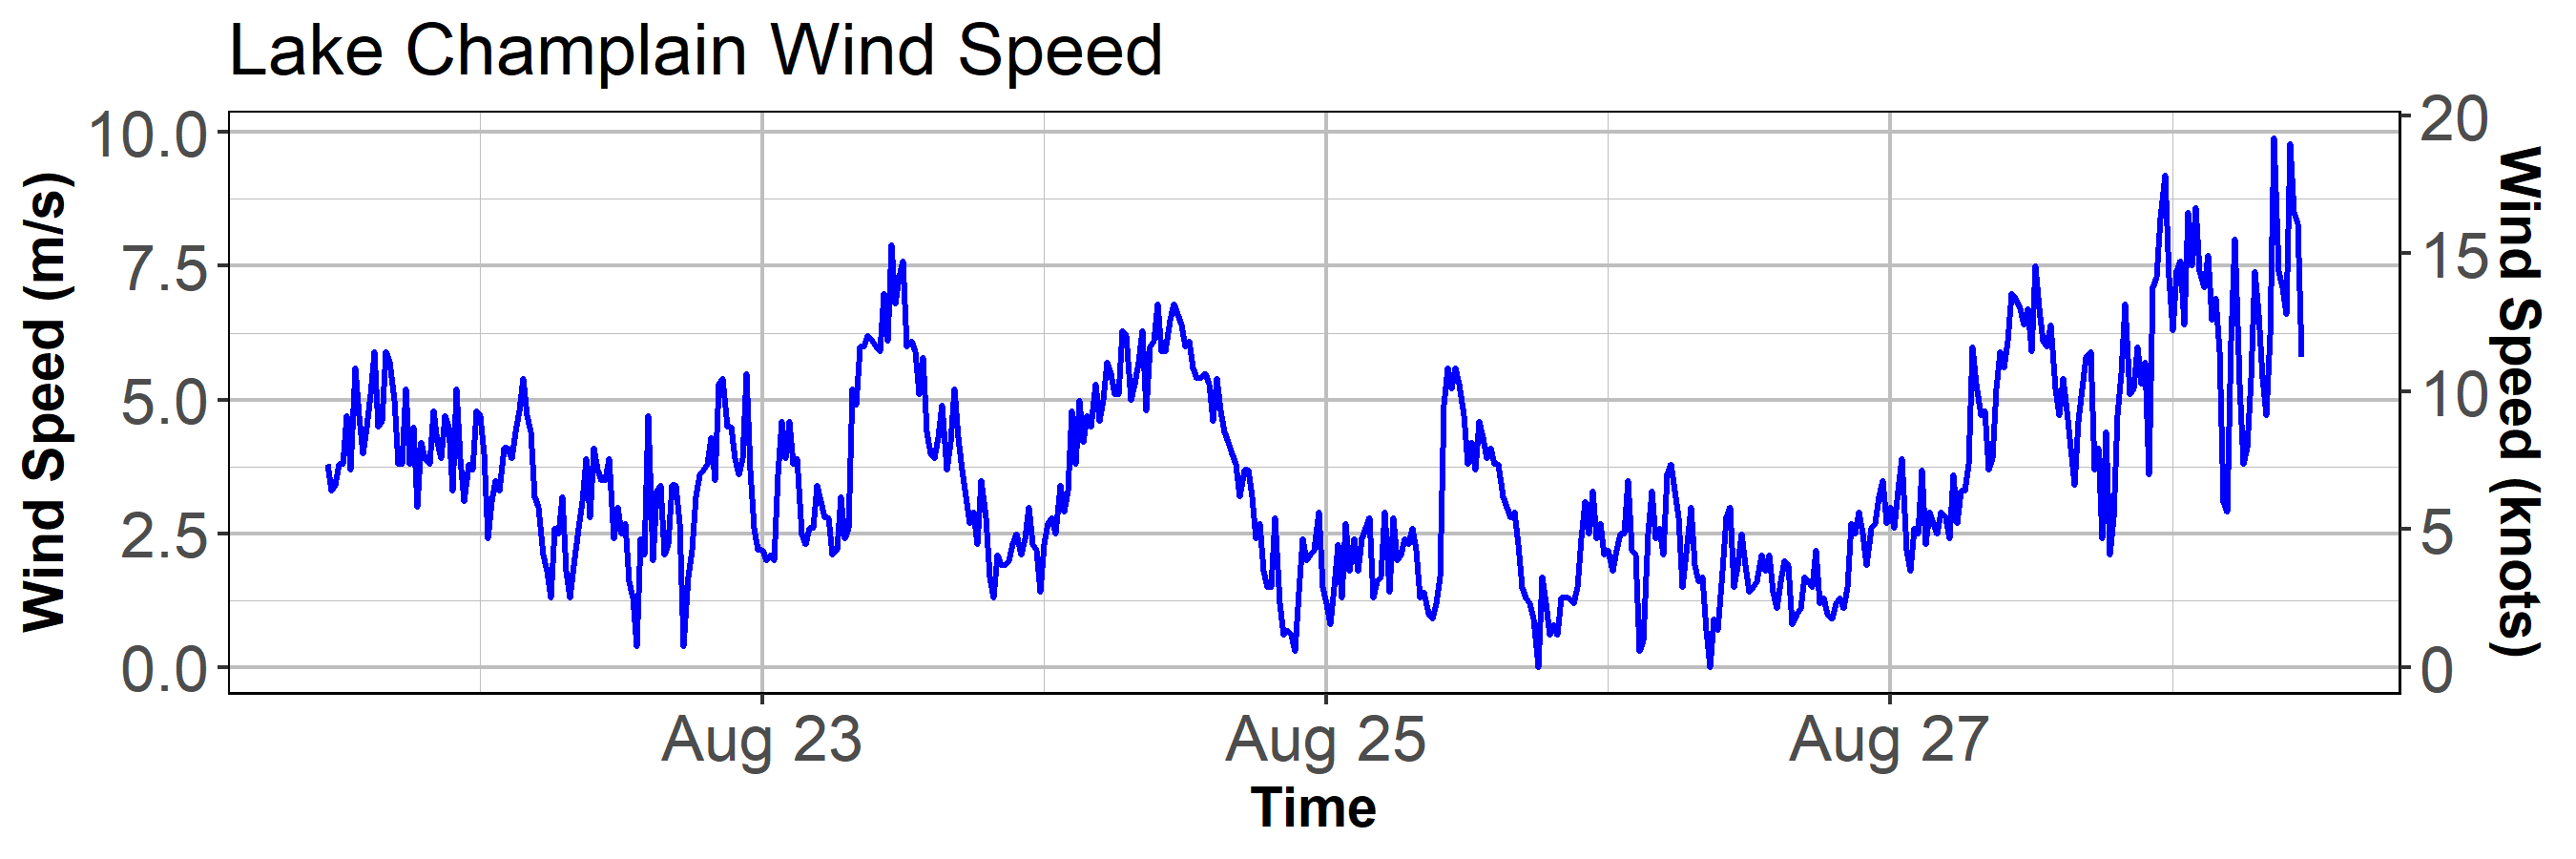 Lake Champlain Wind Speed
10.0
7.5
5.0
2.5
0.0
Wind Speed (m/s)
20
15
10
5
0
Wind Speed (knots)
Aug 23
Aug 25
Aug 27
Time